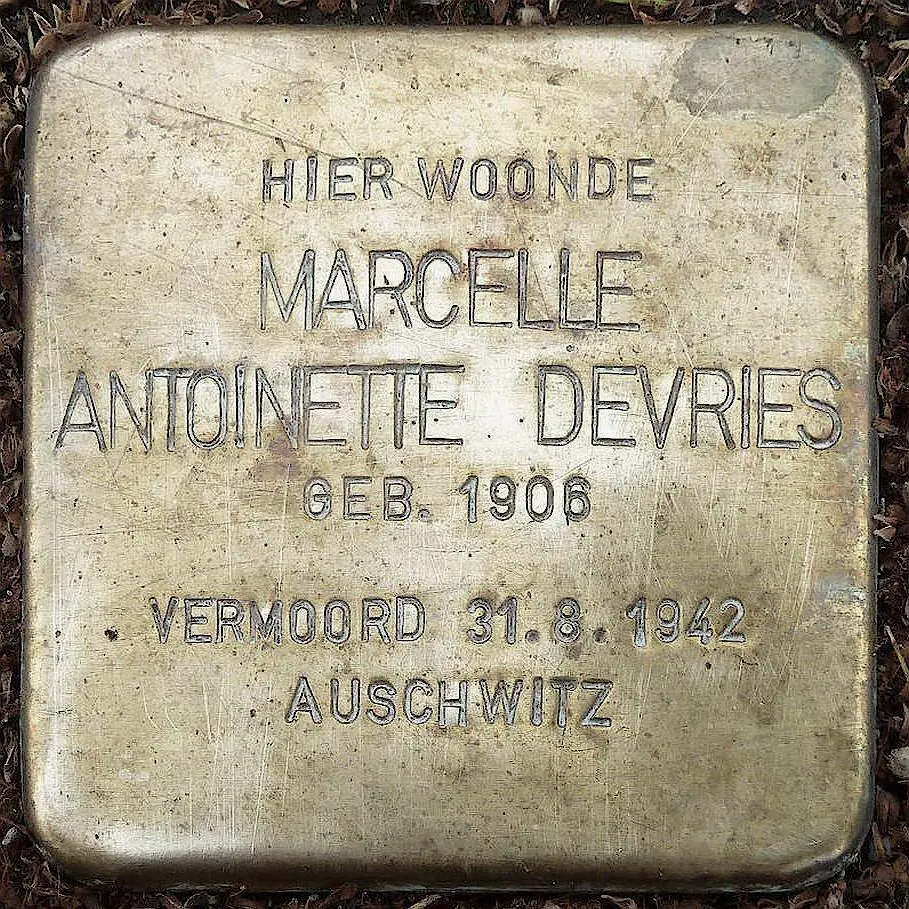 HIER WOONDE
MARCELLE
ANTOINETTE DEVRIES
GEB. 1906
VERMOORD 31.8.1942
AUSCHWITZ